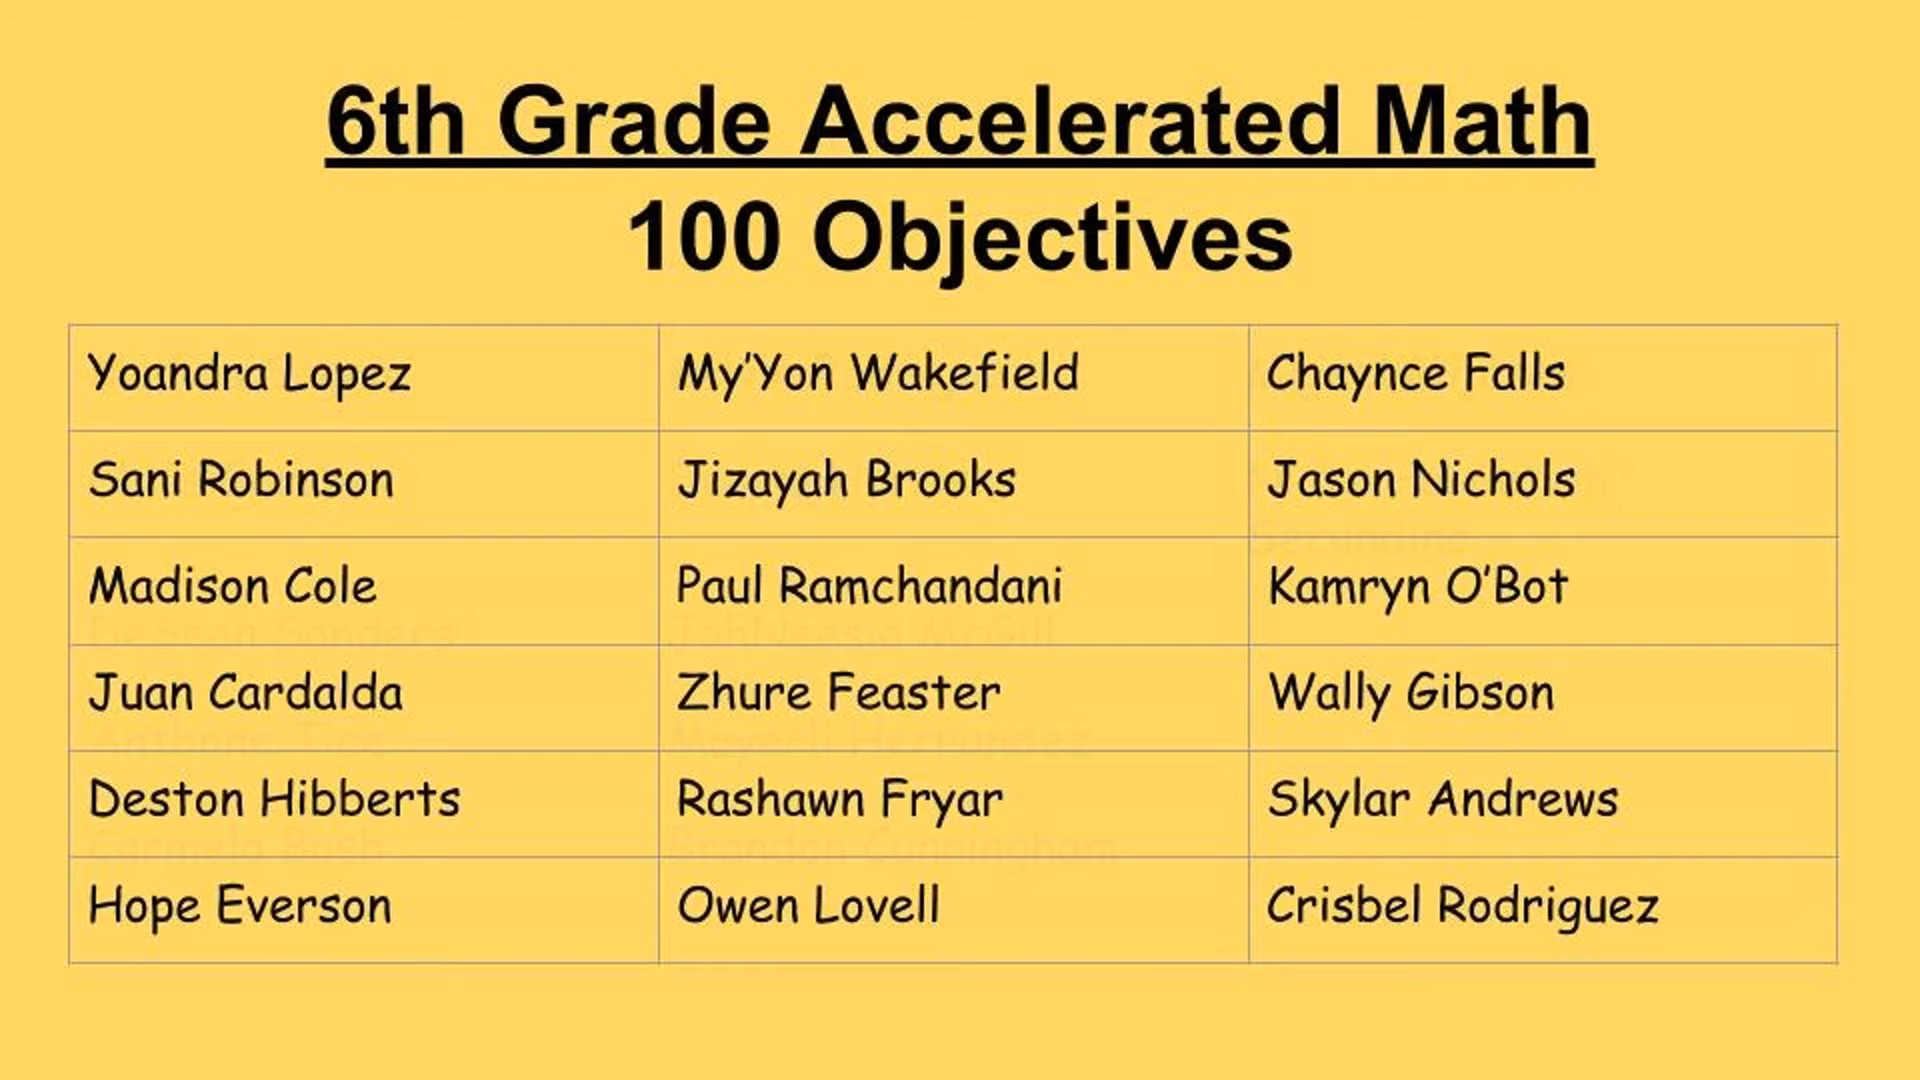 6th Grade Accelerated Math
100 Objectives
Yoandra Lopez My'Yon Wakefield Chaynce Falls
Sani Robinson Jizayah Brooks Jason Nichols
Madison Cole Paul Ramchandani Kamryn O'Bot
Juan Cardalda Zhure Feaster Wally Gibson
Deston Hibberts Rashawn Fryar Skylar Andrews
Hope Everson Owen Lovell Crisbel Rodriguez